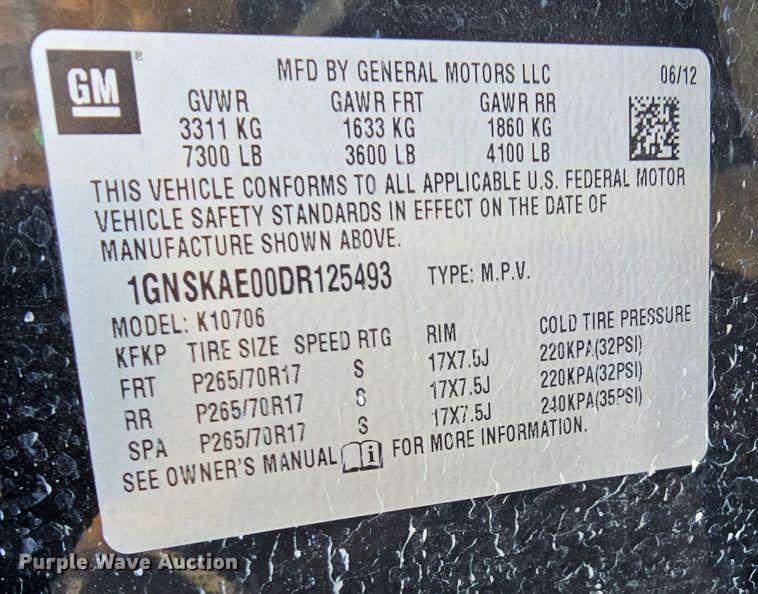 GM
®
MFD BY GENERAL MOTORS LLC 06/12
GVWR GAWR FRT GAWR RR
3311 KG 1633 KG 1860 KG
7300 LB 3600 LB 4100 LB
THIS VEHICLE CONFORMS TO ALL APPLICABLE U.S. FEDERAL MOTOR
VEHICLE SAFETY STANDARDS IN EFFECT ON THE DATE OF
MANUFACTURE SHOWN ABOVE.
1GNSKAE00DR125493 TYPE: M.P.V.
MODEL: K10706
KFKP TIRE SIZE SPEED RTG RIM COLD TIRE PRESSURE
FRT P265/70R17 S 17X7.5J 220KPA(32PSI)
RR P265/70R17 S 17X7.5J 220KPA(32PSI)
SPA P265/70R17 S 17X7.5J 240KPA(35PSI)
SEE OWNER'S MANUAL i FOR MORE INFORMATION.
Purple Wave Auction